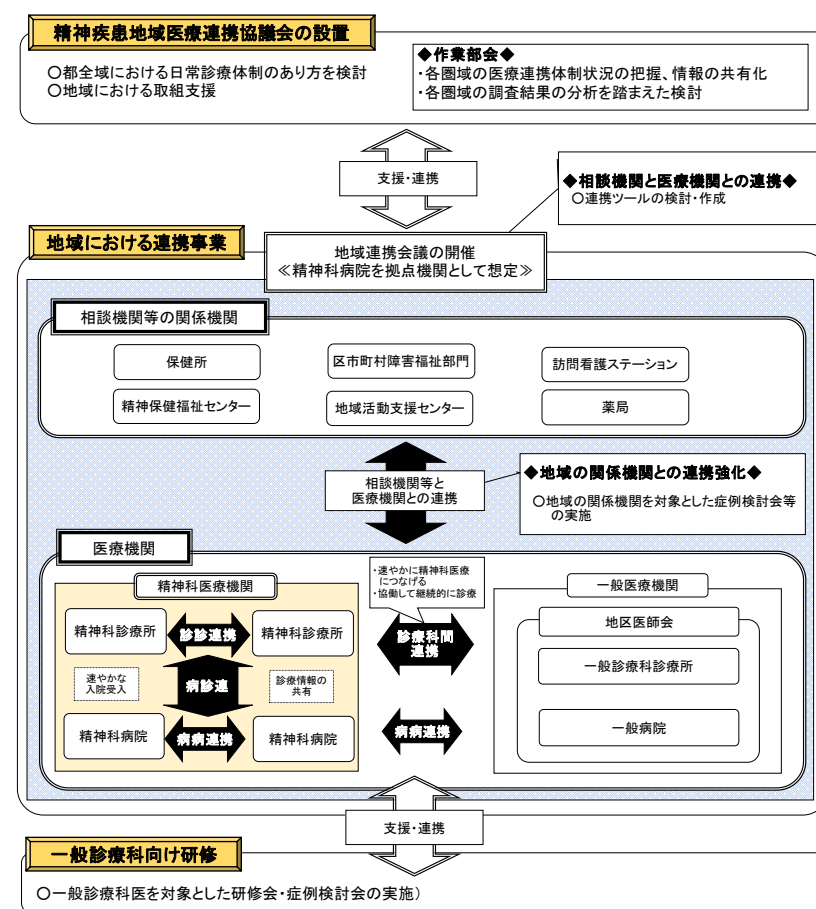 精神疾患地域医療連携協議会の設置
○都全域における日常診療体制のあり方を検討
○地域における取組支援
◆作業部会◆
・各圏域の医療連携体制状況の把握、情報の共有化
・各圏域の調査結果の分析を踏まえた検討
支援・連携
◆相談機関と医療機関との連携◆
○連携ツールの検討・作成
地域における連携事業
地域連携会議の開催
≪精神科病院を拠点機関として想定≫
相談機関等の関係機関
保健所
区市町村障害福祉部門
訪問看護ステーション
精神保健福祉センター
地域活動支援センター
薬局
相談機関等と
医療機関との連携
◆地域の関係機関との連携強化◆
○地域の関係機関を対象とした症例検討会等
の実施
医療機関
精神科医療機関
・速やかに精神科医療
につなげる
・協働して継続的に診療
一般医療機関
精神科診療所
診診連携
精神科診療所
診療科間
連携
地区医師会
一般診療科診療所
速やかな
入院受入
病診連
診療情報の
共有
精神科病院
病病連携
精神科病院
病病連携
一般病院
支援・連携
一般診療科向け研修
○一般診療科医を対象とした研修会・症例検討会の実施）